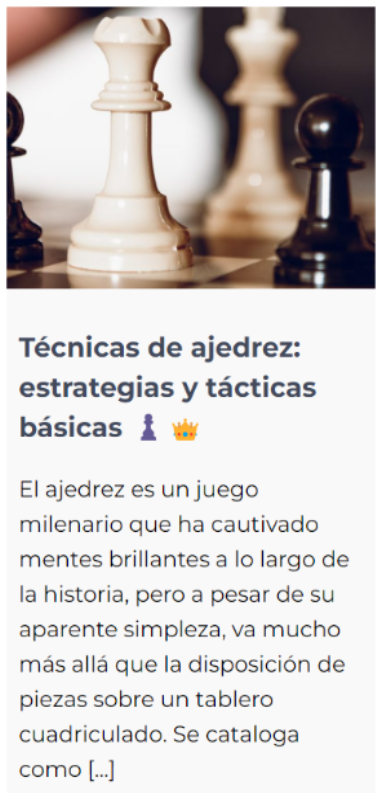 Técnicas de ajedrez:
estrategias y tácticas
básicas ♟️ 👑
El ajedrez es un juego
milenario que ha cautivado
mentes brillantes a lo largo de
la historia, pero a pesar de su
aparente simpleza, va mucho
más allá que la disposición de
piezas sobre un tablero
cuadriculado. Se cataloga
como [...]